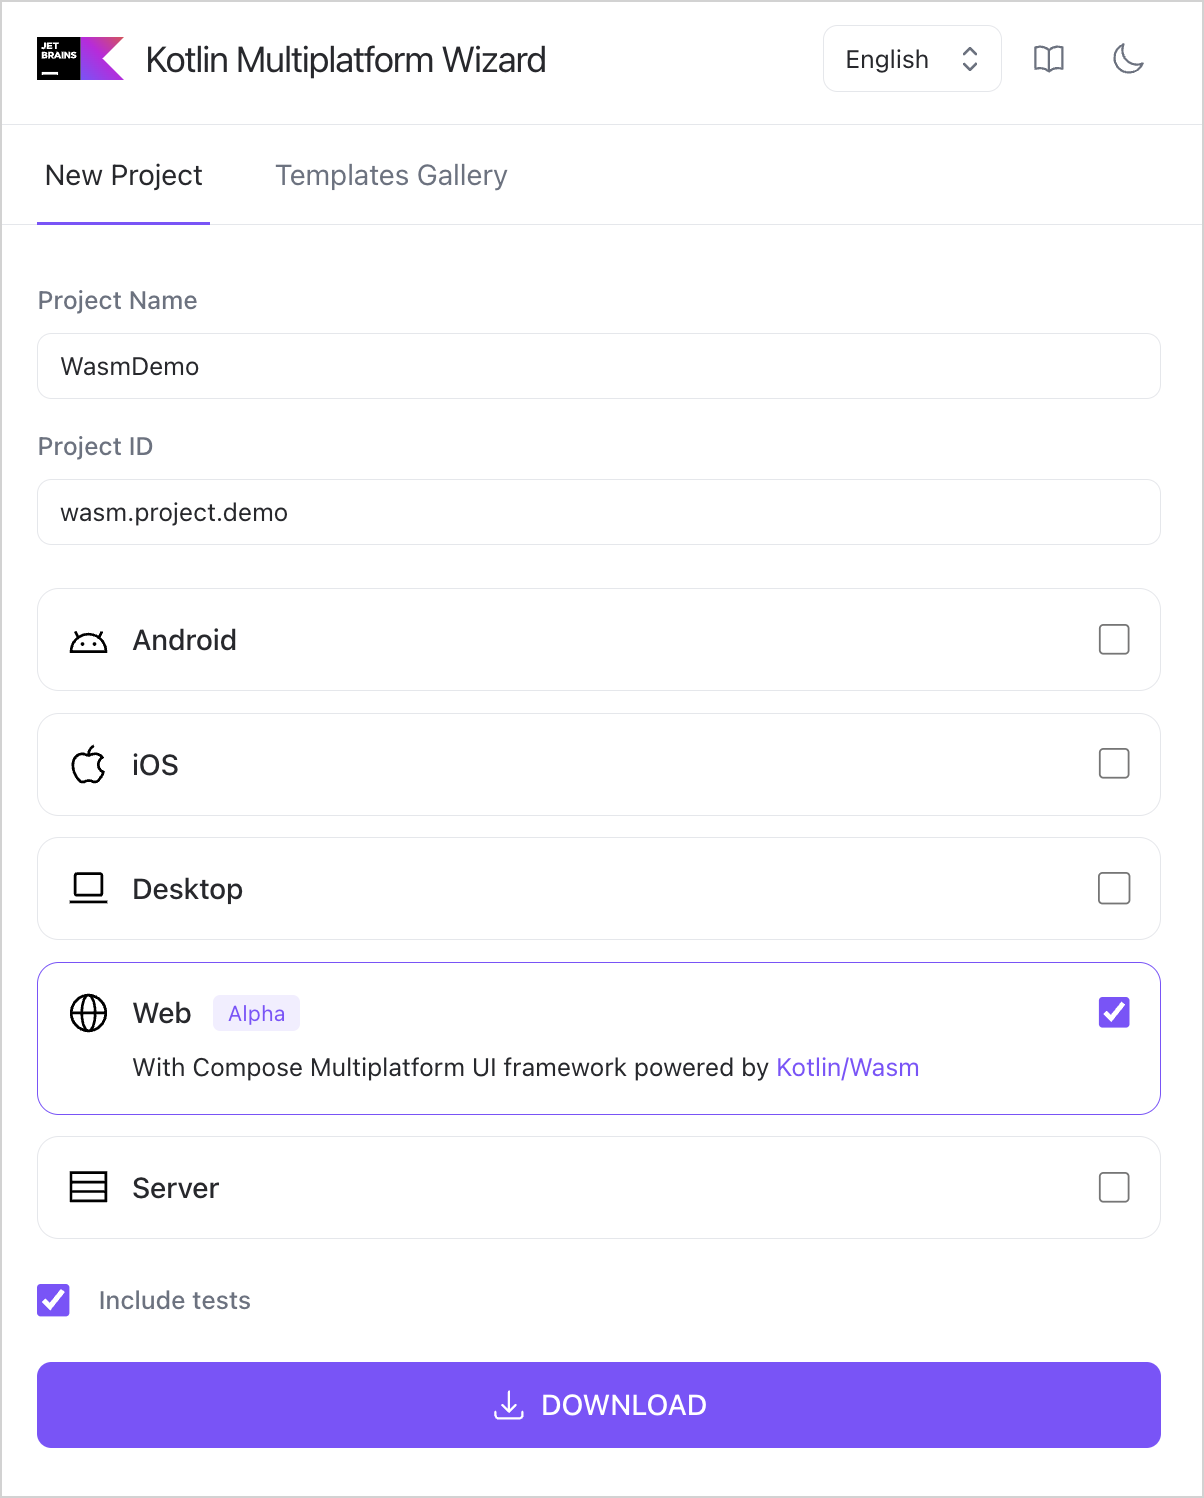 JET
BRAINS
Kotlin Multiplatform Wizard
English
New Project
Templates Gallery
Project Name
WasmDemo
Project ID
wasm.project.demo
Android
iOS
Desktop
Web
Alpha
With Compose Multiplatform UI framework powered by Kotlin/Wasm
Server
Include tests
DOWNLOAD